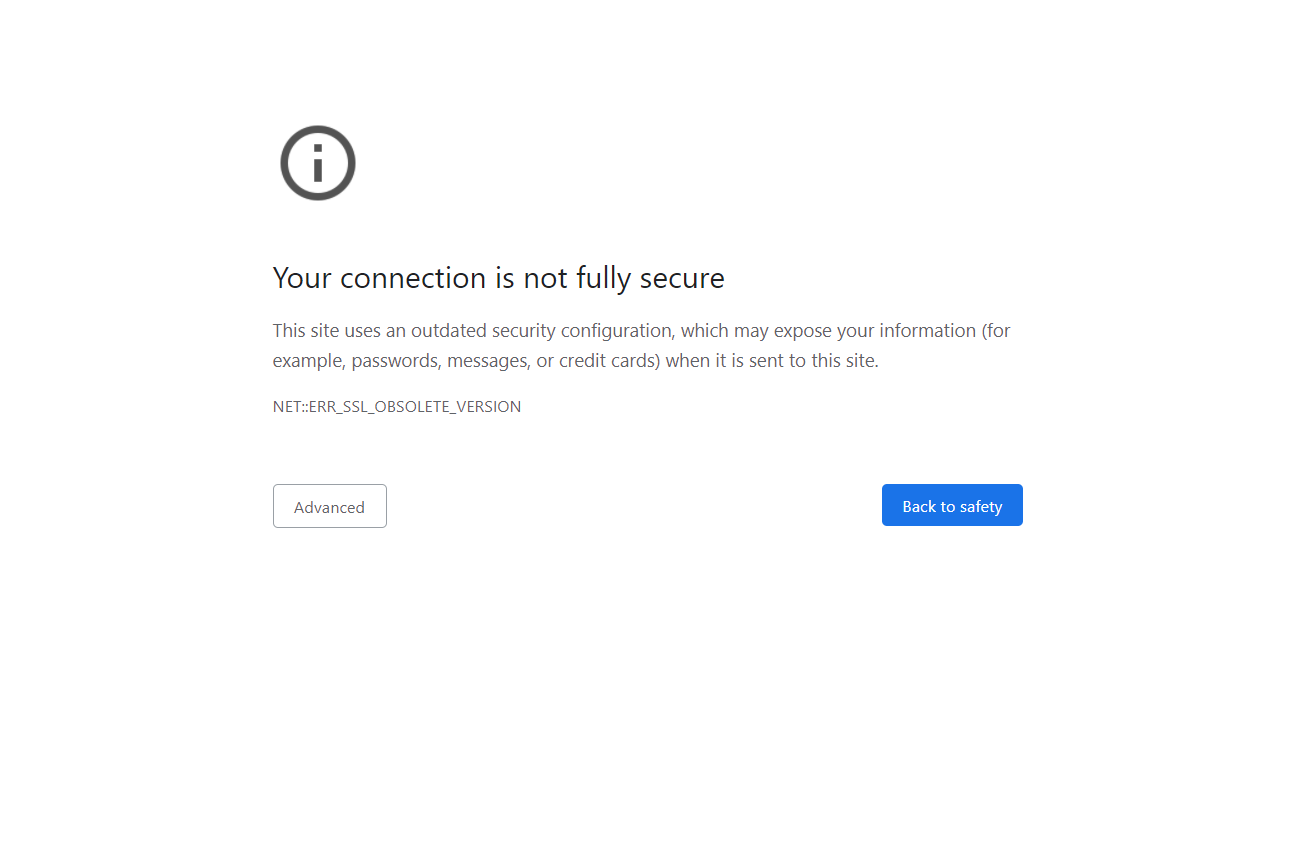 Your connection is not fully secure
This site uses an outdated security configuration, which may expose your information (for
example, passwords, messages, or credit cards) when it is sent to this site.
NET::ERR_SSL_OBSOLETE_VERSION
Advanced
Back to safety